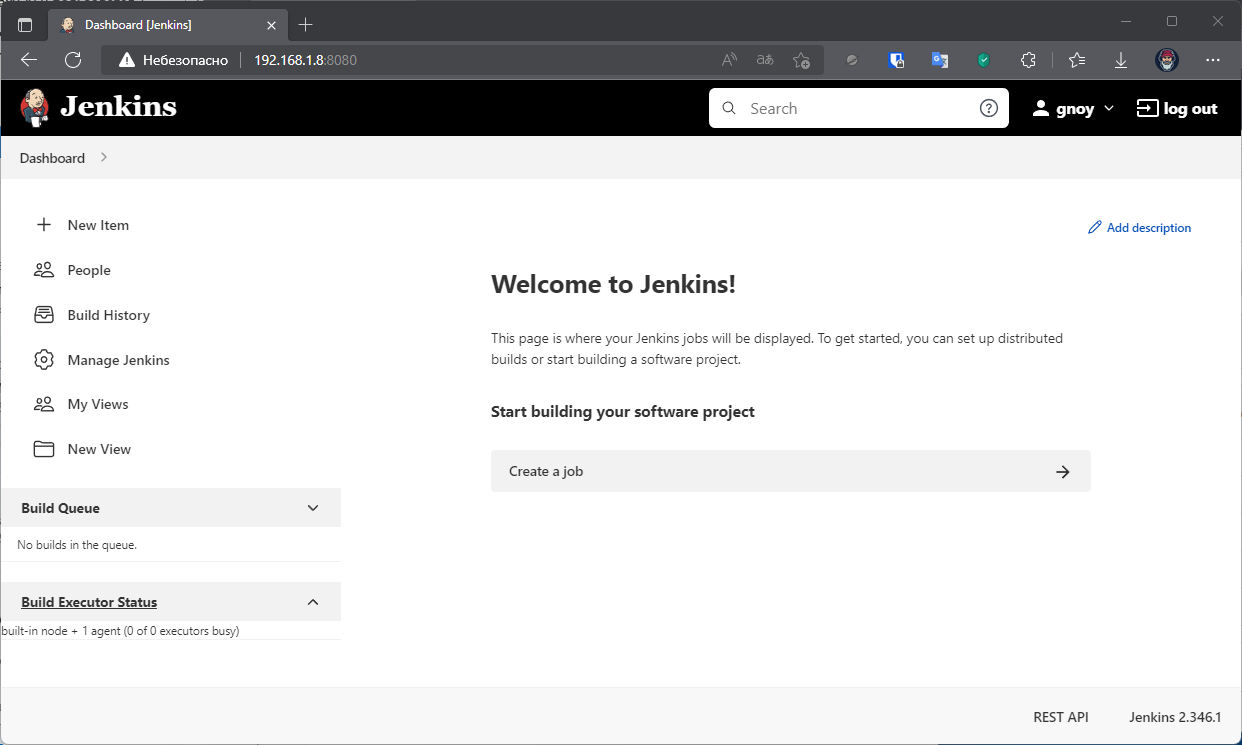 Dashboard [Jenkins]
Небезопасно
192.168.1.8:8080
Jenkins
Search
gnoy
log out
Dashboard
New Item
People
Build History
Manage Jenkins
My Views
New View
Build Queue
No builds in the queue.
Build Executor Status
built-in node + 1 agent (0 of 0 executors busy)
Add description
Welcome to Jenkins!
This page is where your Jenkins jobs will be displayed. To get started, you can set up distributed
builds or start building a software project.
Start building your software project
Create a job
REST API
Jenkins 2.346.1